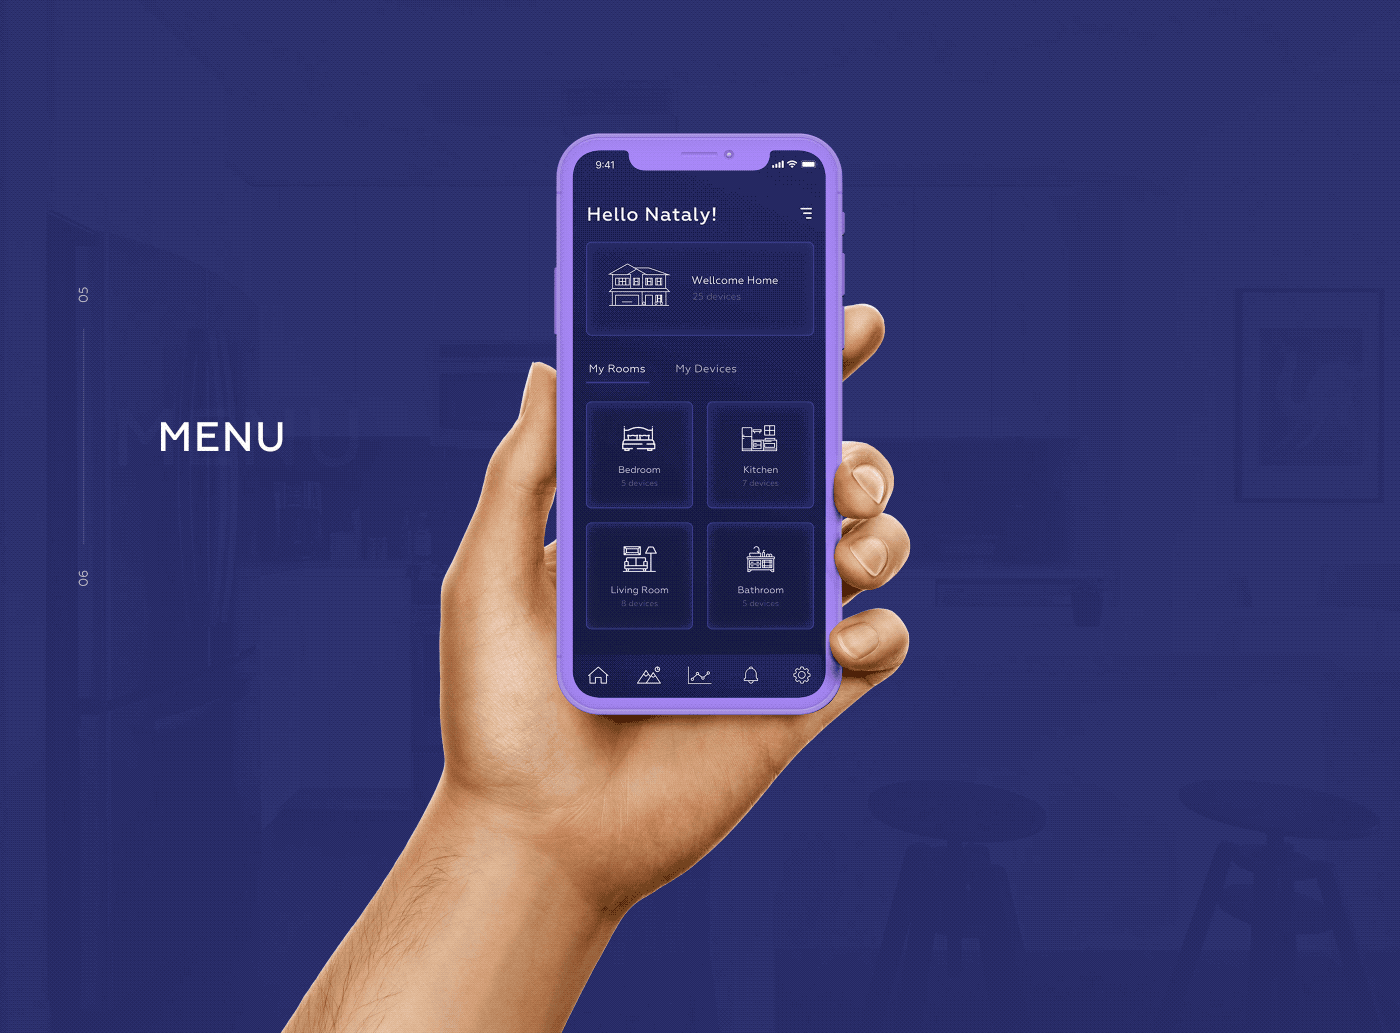 05
06
MENU
9:41
Hello Nataly!
Wellcome Home
25 devices
My Rooms
My Devices
Bedroom
5 devices
Kitchen
7 devices
Living Room
8 devices
Bathroom
5 devices